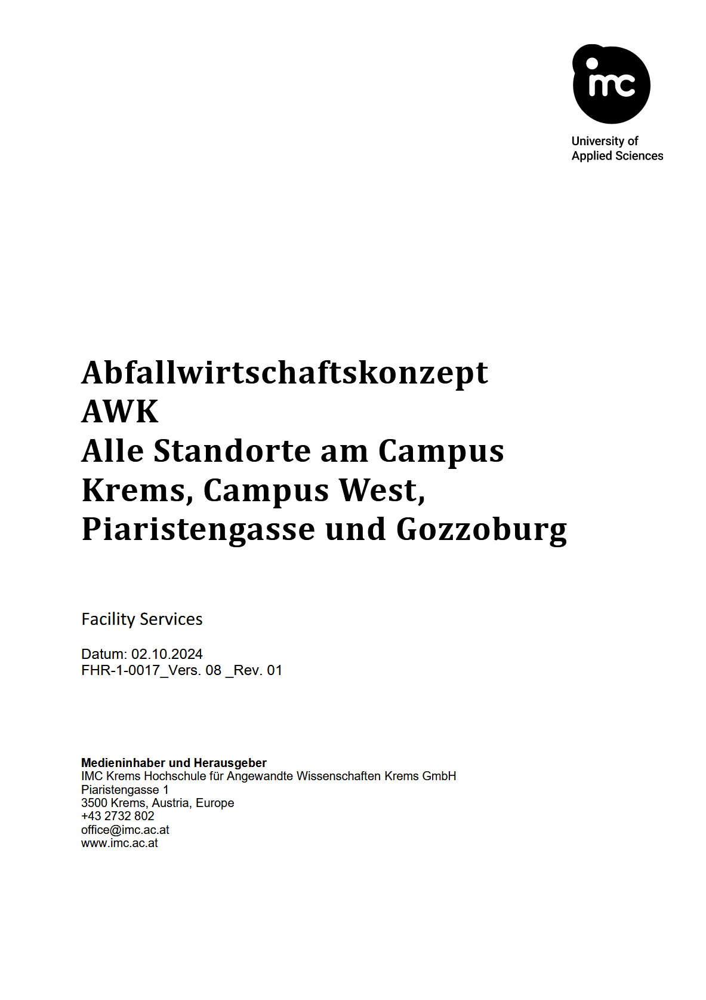 imc
University of
Applied Sciences
Abfallwirtschaftskonzept
AWK
Alle Standorte am Campus
Krems, Campus West,
Piaristengasse und Gozzoburg
Facility Services
Datum: 02.10.2024
FHR-1-0017_Vers. 08 _Rev. 01
Medieninhaber und Herausgeber
IMC Krems Hochschule für Angewandte Wissenschaften Krems GmbH
Piaristengasse 1
3500 Krems, Austria, Europe
+43 2732 802
office@imc.ac.at
www.imc.ac.at